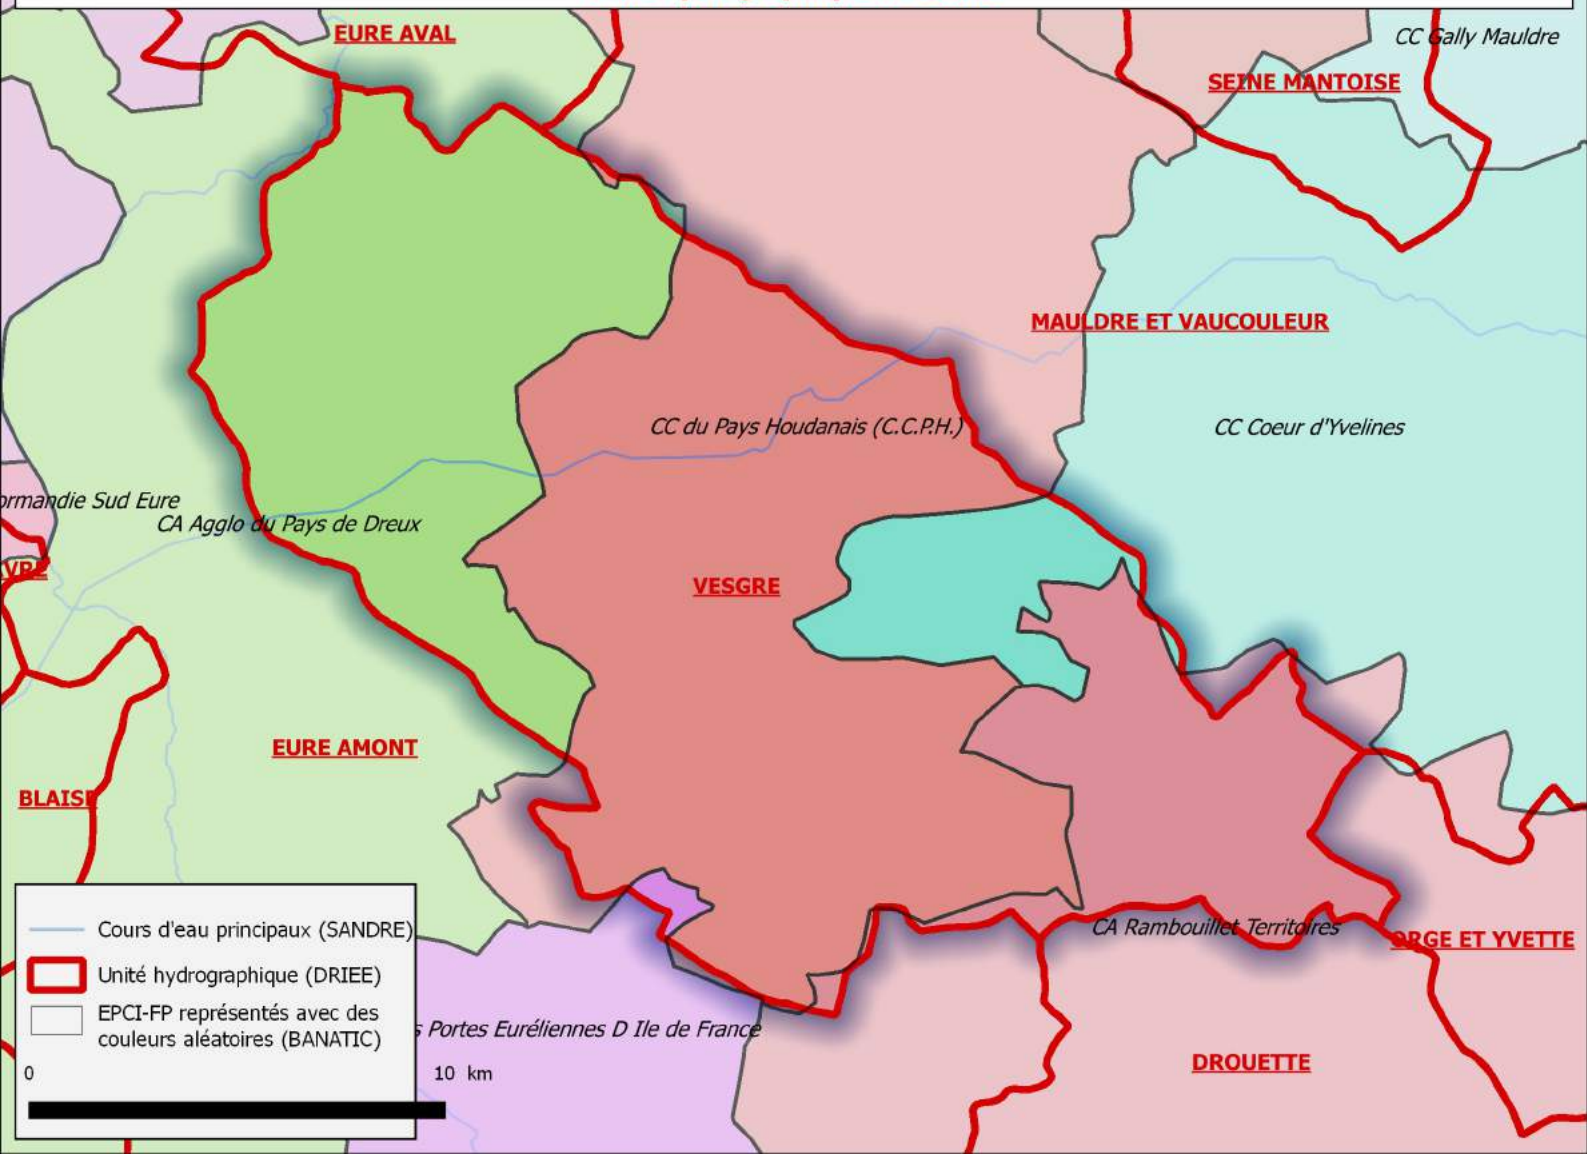 EURE AVAL
CC Gally Mauldre
SEINE MANTOISE
MAULDRE ET VAUCOULEUR
CC du Pays Houdanais (C.C.P.H.)
CC Coeur d'Yvelines
ormandie Sud Eure
CA Agglo du Pays de Dreux
VRE
VESGRE
EURE AMONT
BLAISE
CA Rambouillet Territoires
ORGE ET YVETTE
s Portes Euréliennes D Ile de France
DROUETTE
Cours d'eau principaux (SANDRE)
Unité hydrographique (DRIEE)
EPCI-FP représentés avec des
couleurs aléatoires (BANATIC)
0 10 km